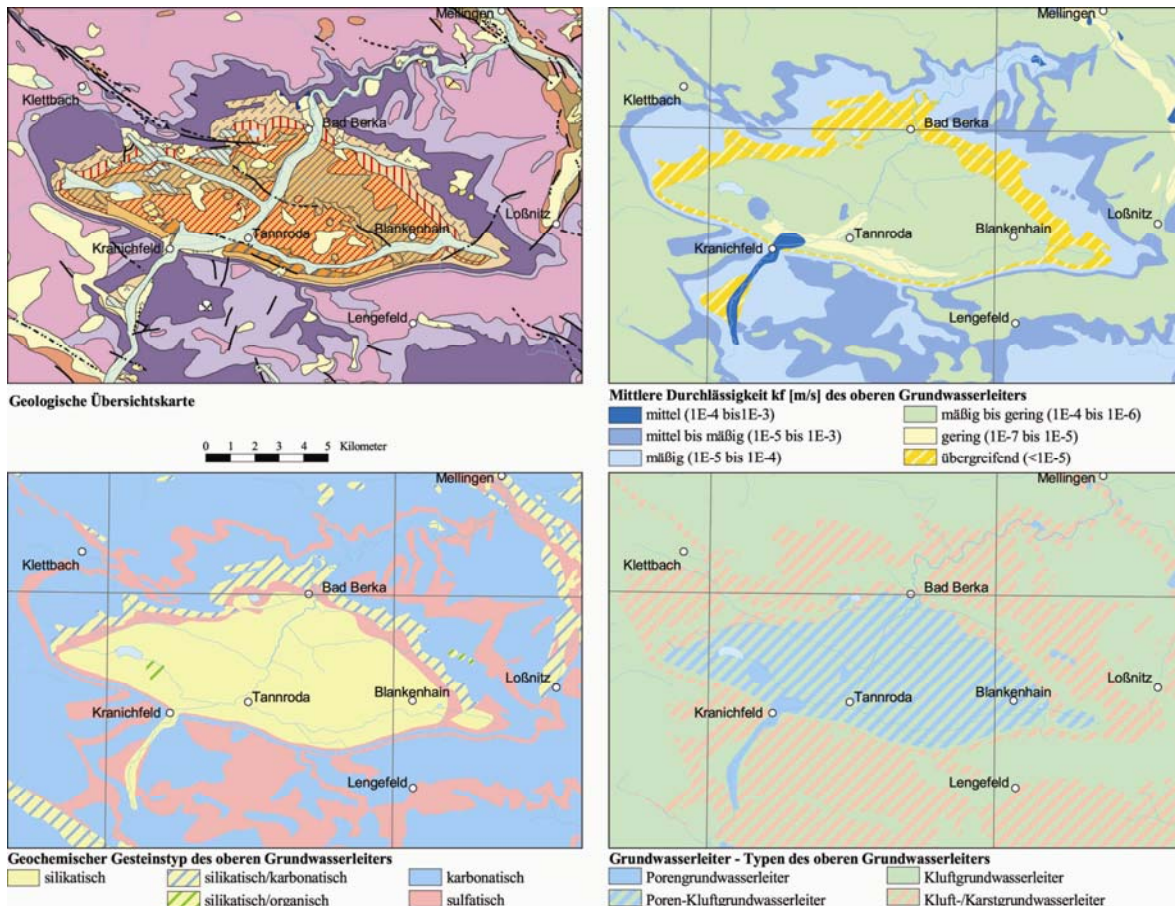 Mellingen
Klettbach
Bad Berka
Loßnitz
Tannroda
Blankenhain
Kranichfeld
Lengefeld
Geologische Übersichtskarte
0 1 2 3 4 5 Kilometer
Mellingen
Klettbach
Bad Berka
Loßnitz
Tannroda
Blankenhain
Kranichfeld
Lengefeld
Mittlere Durchlässigkeit kf [m/s] des oberen Grundwasserleiters
mittel (1E-4 bis1E-3)
mäßig bis gering (1E-4 bis 1E-6)
mittel bis mäßig (1E-5 bis 1E-3)
gering (1E-7 bis 1E-5)
mäßig (1E-5 bis 1E-4)
übergreifend (<1E-5)
Mellingen
Klettbach
Bad Berka
Loßnitz
Tannroda
Blankenhain
Kranichfeld
Lengefeld
Geochemischer Gesteinstyp des oberen Grundwasserleiters
silikatisch
silikatisch/karbonatisch
karbonatisch
silikatisch/organisch
sulfatisch
Mellingen
Klettbach
Bad Berka
Loßnitz
Tannroda
Blankenhain
Kranichfeld
Lengefeld
Grundwasserleiter - Typen des oberen Grundwasserleiters
Porengrundwasserleiter
Kluftgrundwasserleiter
Poren-Kluftgrundwasserleiter
Kluft-/Karstgrundwasserleiter